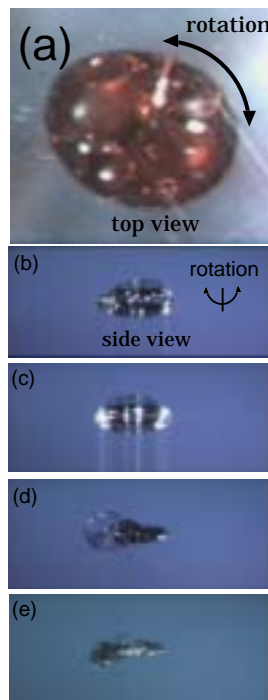 (a)
rotation
top view
(b)
rotation
side view
(c)
(d)
(e)